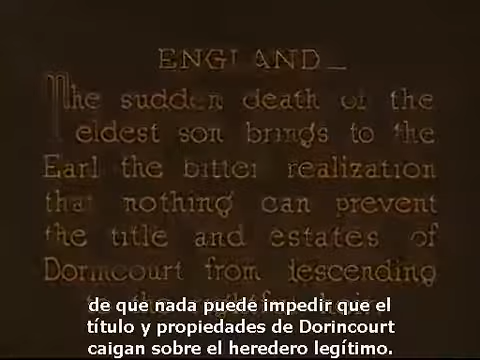 ENGLAND_
The sudden death of the
eldest son brings to the
Earl the bitter realization
that nothing can prevent
the title and estates of
Dorincourt from descending
to the
de que nada puede impedir que el
título y propiedades de Dorincourt
caigan sobre el heredero legítimo.